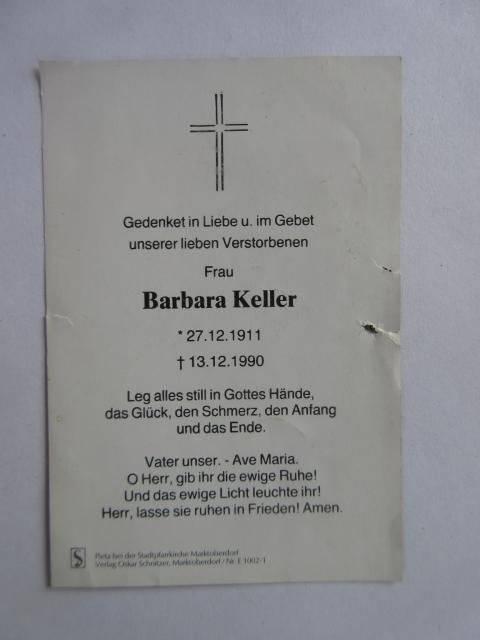 Gedenket in Liebe u. im Gebet
unserer lieben Verstorbenen
Frau
Barbara Keller
* 27.12.1911
† 13.12.1990
Leg alles still in Gottes Hände,
das Glück, den Schmerz, den Anfang
und das Ende.
Vater unser. - Ave Maria.
O Herr, gib ihr die ewige Ruhe!
Und das ewige Licht leuchte ihr!
Herr, lasse sie ruhen in Frieden! Amen.
S
Pieta bei der Stadtpfarrkirche Marktoberdorf
Verlag Oskar Schnitzer, Marktoberdorf / Nr. E 1002-1